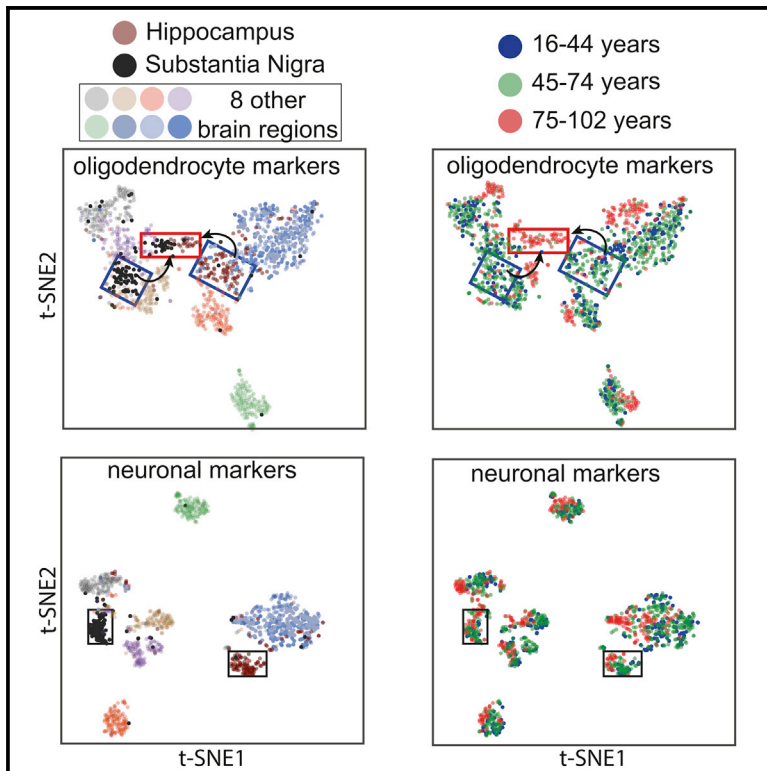 Hippocampus
Substantia Nigra
8 other
brain regions
16-44 years
45-74 years
75-102 years
oligodendrocyte markers
oligodendrocyte markers
t-SNE2
neuronal markers
neuronal markers
t-SNE2
t-SNE1
t-SNE1